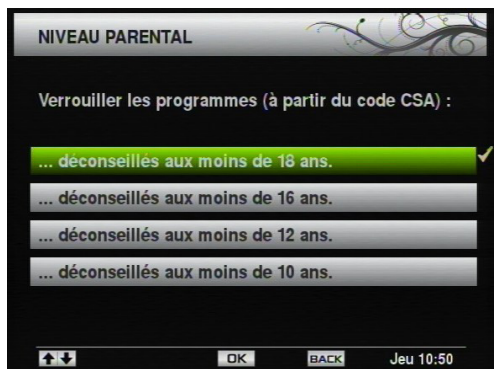 NIVEAU PARENTAL
Verrouiller les programmes (à partir du code CSA) :
... déconseillés aux moins de 18 ans.
... déconseillés aux moins de 16 ans.
... déconseillés aux moins de 12 ans.
... déconseillés aux moins de 10 ans.
OK BACK Jeu 10:50